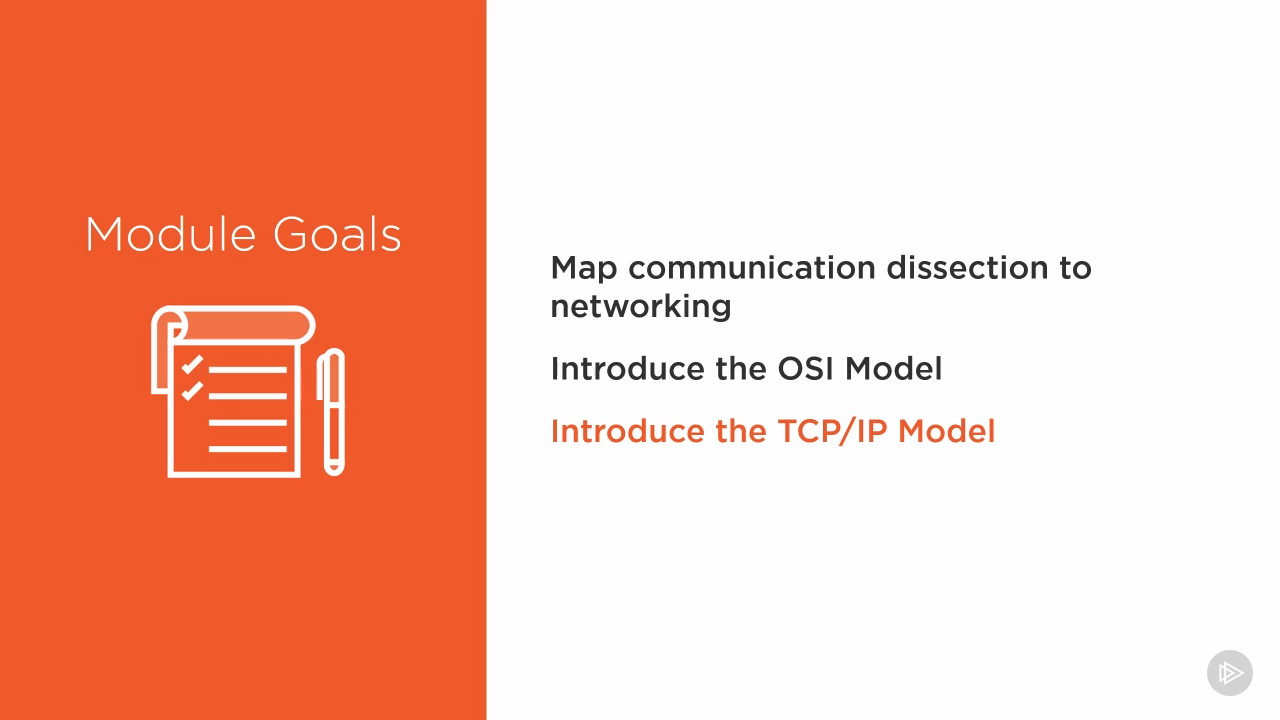 Module Goals
Map communication dissection to
networking
Introduce the OSI Model
Introduce the TCP/IP Model